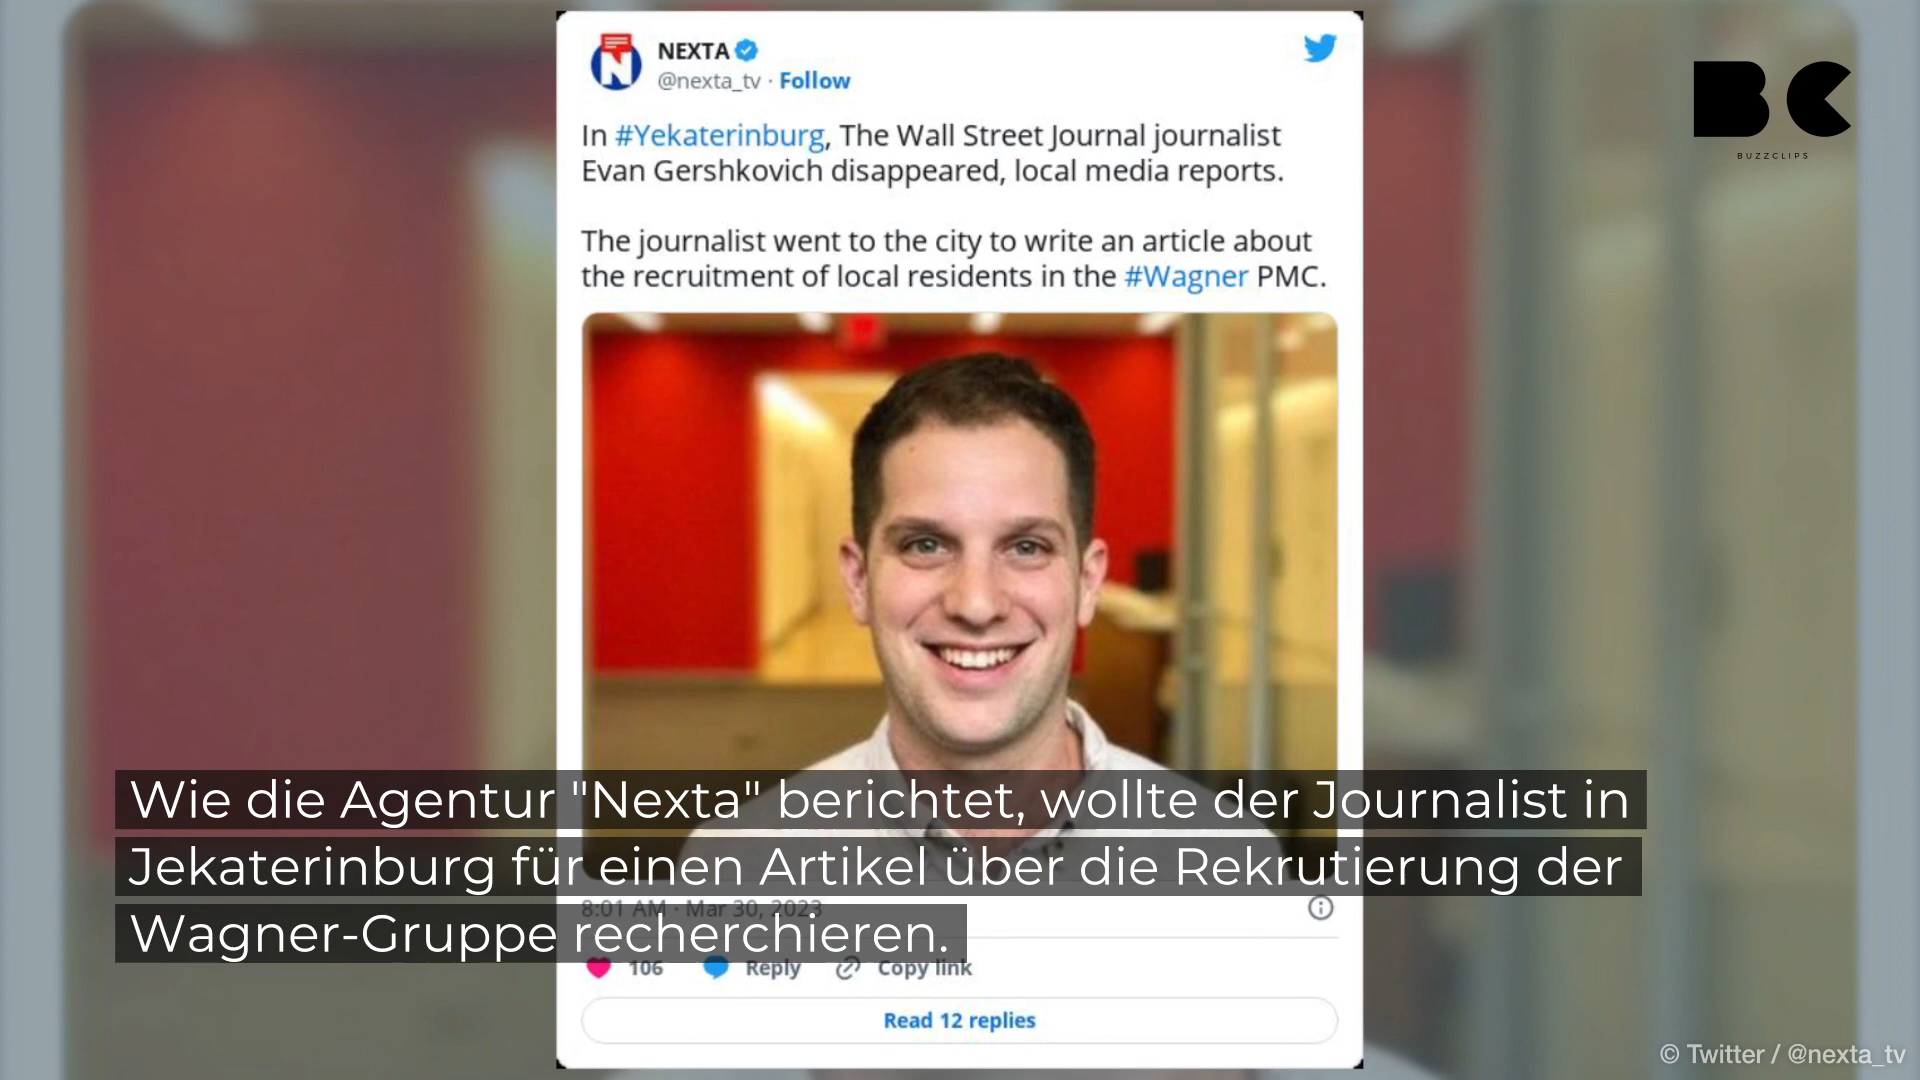 NEXTA
@nexta_tv · Follow
In #Yekaterinburg, The Wall Street Journal journalist
Evan Gershkovich disappeared, local media reports.
The journalist went to the city to write an article about
the recruitment of local residents in the #Wagner PMC.
BC
BUZZCLIPS
Wie die Agentur "Nexta" berichtet, wollte der Journalist in
Jekaterinburg für einen Artikel über die Rekrutierung der
Wagner-Gruppe recherchieren.
8:01 AM · Mar 30, 2023
106 Reply Copy link
Read 12 replies
© Twitter / @nexta_tv